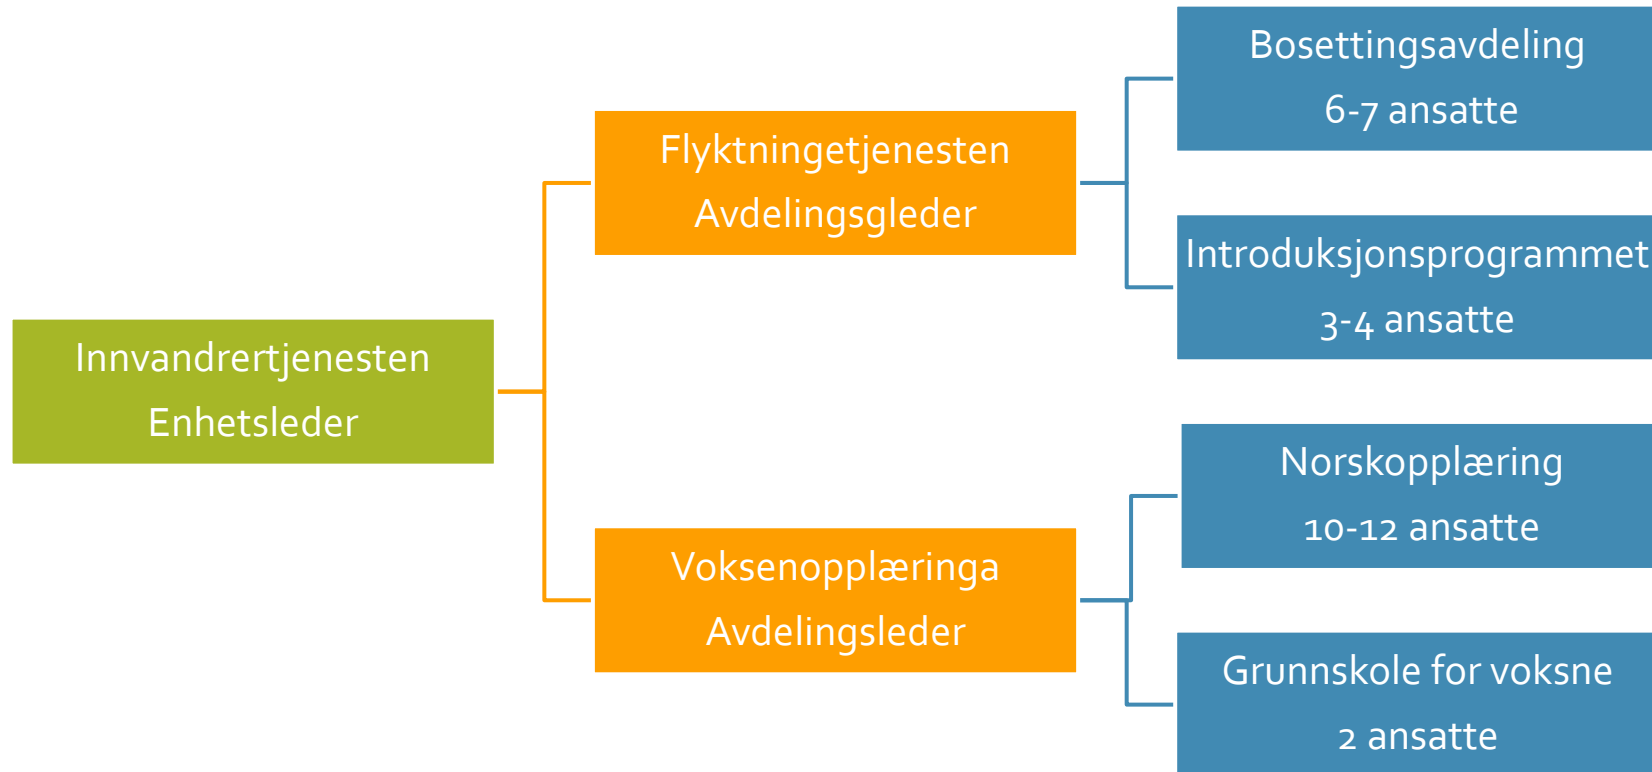 Innvandrertjenesten
Enhetsleder
Flyktningetjenesten
Avdelingsgleder
Bosettingsavdeling
6-7 ansatte
Introduksjonsprogrammet
3-4 ansatte
Voksenopplæringa
Avdelingsleder
Norskopplæring
10-12 ansatte
Grunnskole for voksne
2 ansatte